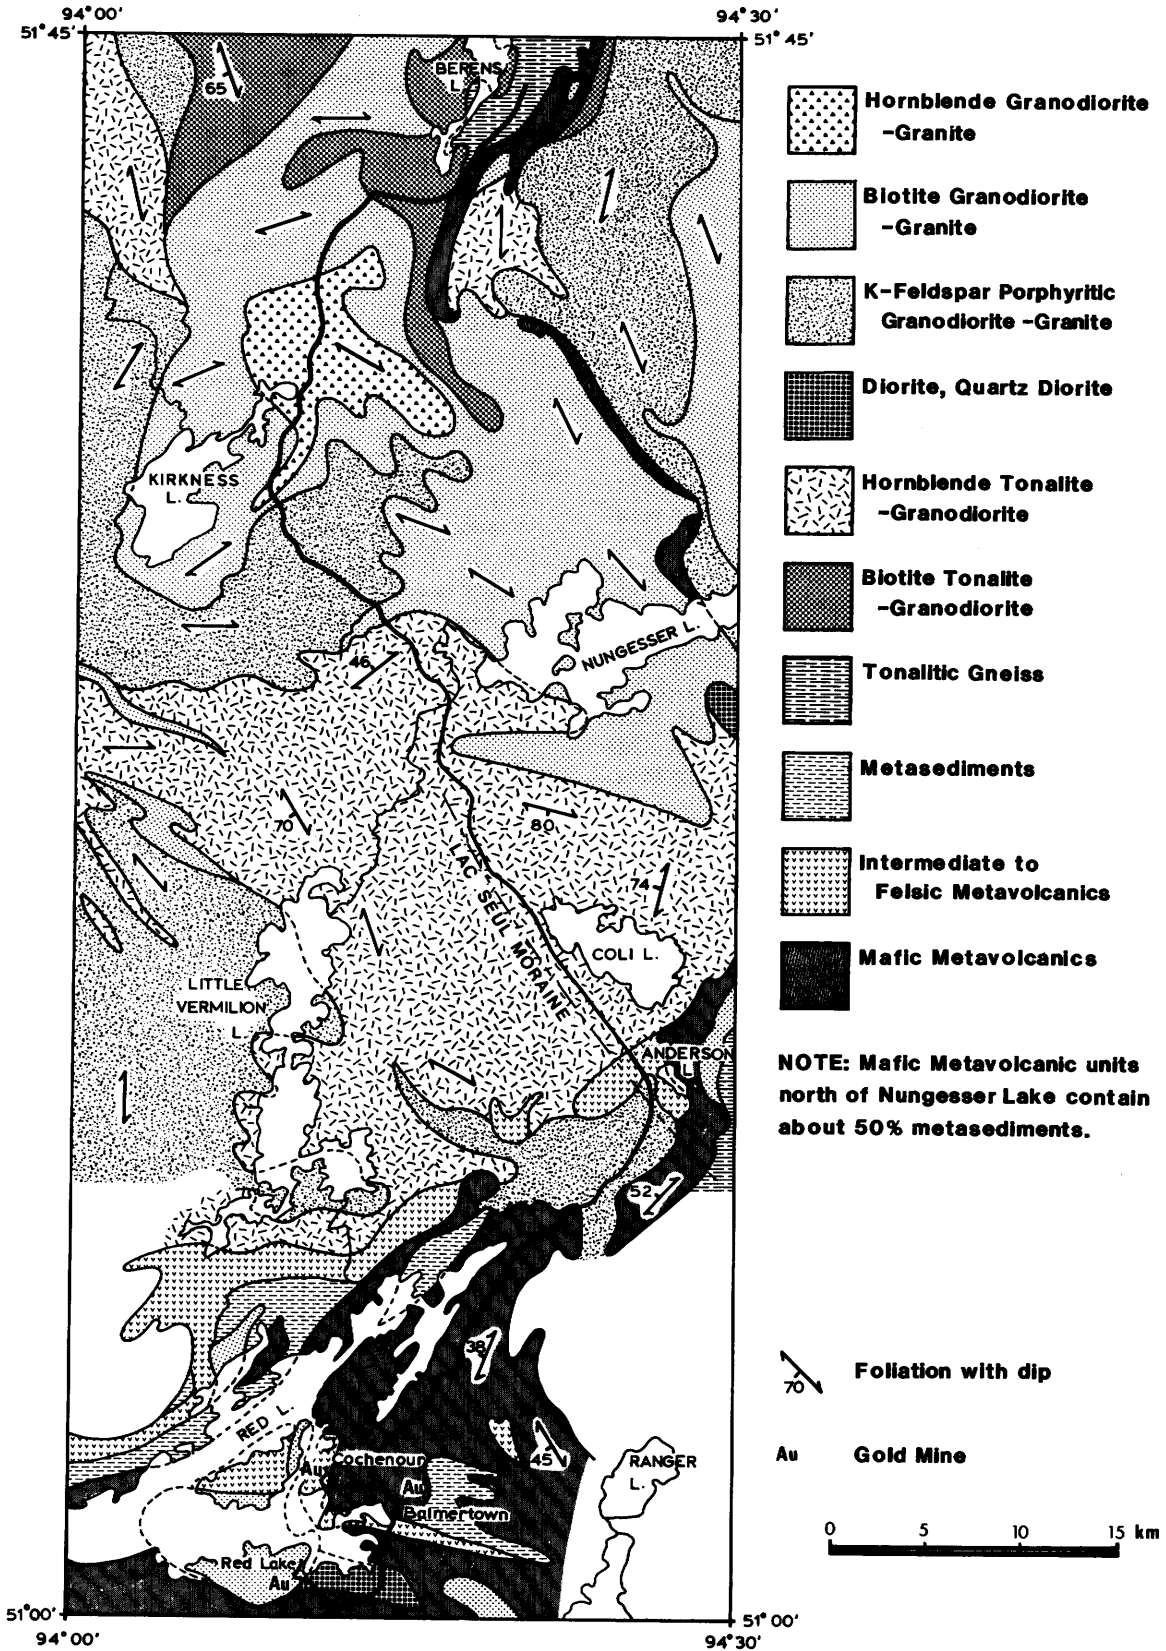 94°00'
94°30'
51°45'
51°45'
BERENS
L.
65
KIRKNESS
L.
46
NUNGESSER L.
70
80
74
LAC SEUL MORAINE
COLI L.
LITTLE
VERMILION
L.
ANDERSON
L.
52
38
RED L.
45
Au
Cochenour
Au
Balmertown
RANGER
L.
Red Lake
Au
51°00'
51°00'
94°00'
94°30'
Hornblende Granodiorite
-Granite
Biotite Granodiorite
-Granite
K-Feldspar Porphyritic
Granodiorite -Granite
Diorite, Quartz Diorite
Hornblende Tonalite
-Granodiorite
Biotite Tonalite
-Granodiorite
Tonalitic Gneiss
Metasediments
Intermediate to
Felsic Metavolcanics
Mafic Metavolcanics
NOTE: Mafic Metavolcanic units
north of Nungesser Lake contain
about 50% metasediments.
70
Foliation with dip
Au Gold Mine
0 5 10 15 km